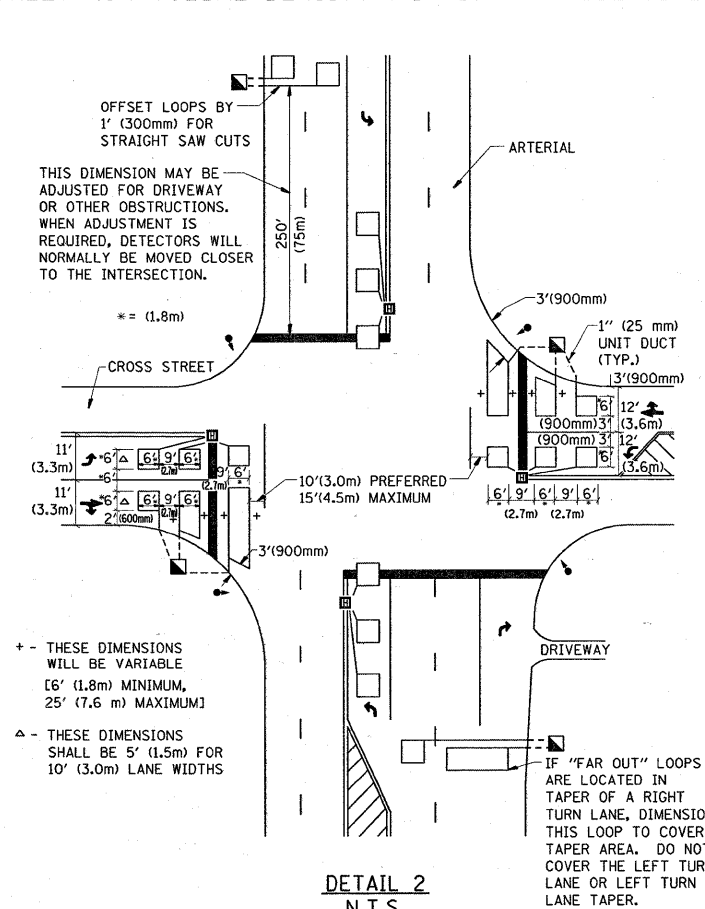 OFFSET LOOPS BY
1' (300mm) FOR
STRAIGHT SAW CUTS
THIS DIMENSION MAY BE
ADJUSTED FOR DRIVEWAY
OR OTHER OBSTRUCTIONS.
WHEN ADJUSTMENT IS
REQUIRED, DETECTORS WILL
NORMALLY BE MOVED CLOSER
TO THE INTERSECTION.
* = (1.8m)
250'
(75m)
ARTERIAL
3'(900mm)
1'' (25 mm)
UNIT DUCT
(TYP.)
CROSS STREET
3'(900mm)
*6'
12'
(3.6m)
(900mm) 3'
(900mm) 3'
*6'
12'
(3.6m)
6' 9' 6' 9' 6'
* * *
(2.7m) (2.7m)
H
H
H
H
11'
(3.3m)
*6'
△
6' 9' 6'
(2.7m)
*6'
9' 6'
(2.7m) *
11'
(3.3m)
*6'
△
6' 9' 6'
(2.7m)
2' (600mm)
+ + + + + + +
10'(3.0m) PREFERRED
15'(4.5m) MAXIMUM
3'(900mm)
+ - THESE DIMENSIONS
WILL BE VARIABLE
[6' (1.8m) MINIMUM,
25' (7.6 m) MAXIMUM]
△ - THESE DIMENSIONS
SHALL BE 5' (1.5m) FOR
10' (3.0m) LANE WIDTHS
DRIVEWAY
IF "FAR OUT" LOOPS
ARE LOCATED IN
TAPER OF A RIGHT
TURN LANE, DIMENSIO
THIS LOOP TO COVER
TAPER AREA. DO NO
COVER THE LEFT TUR
LANE OR LEFT TURN
LANE TAPER.
DETAIL 2
N.T.S.